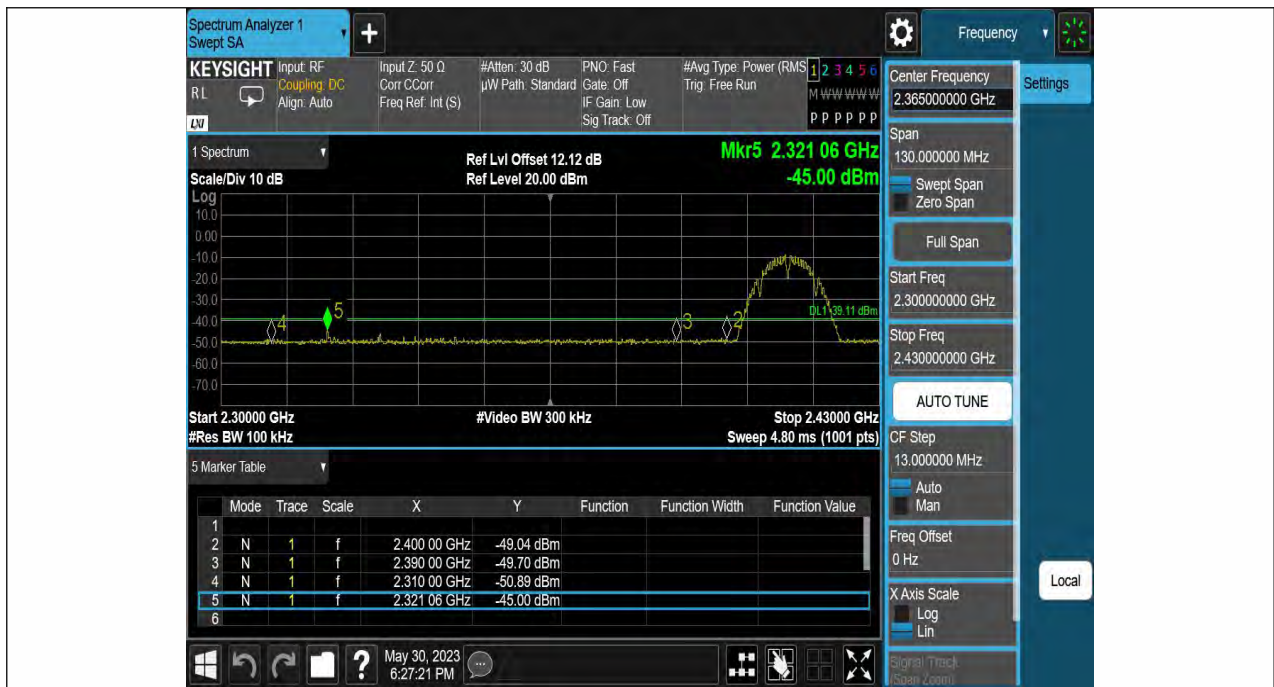 Spectrum Analyzer 1
Swept SA
+
Frequency
KEYSIGHT
RL
LXI
Input: RF
Coupling: DC
Align: Auto
Input Z: 50 Ω
Corr CCorr
Freq Ref: Int (S)
#Atten: 30 dB
µW Path: Standard
PNO: Fast
Gate: Off
IF Gain: Low
Sig Track: Off
#Avg Type: Power (RMS
Trig: Free Run
1 2 3 4 5 6
M W W W W W
P P P P P P
1 Spectrum
Scale/Div 10 dB
Ref Lvl Offset 12.12 dB
Ref Level 20.00 dBm
Mkr5 2.321 06 GHz
-45.00 dBm
Log
10.0
0.00
-10.0
-20.0
-30.0
-40.0
-50.0
-60.0
-70.0
4
5
3
2
DL1 -39.11 dBm
Start 2.30000 GHz
#Video BW 300 kHz
Stop 2.43000 GHz
#Res BW 100 kHz
Sweep 4.80 ms (1001 pts)
5 Marker Table
Mode Trace Scale X Y Function Function Width Function Value
1
2 N 1 f 2.400 00 GHz -49.04 dBm
3 N 1 f 2.390 00 GHz -49.70 dBm
4 N 1 f 2.310 00 GHz -50.89 dBm
5 N 1 f 2.321 06 GHz -45.00 dBm
6
?
May 30, 2023
6:27:21 PM
Center Frequency
2.365000000 GHz
Settings
Span
130.000000 MHz
Swept Span
Zero Span
Full Span
Start Freq
2.300000000 GHz
Stop Freq
2.430000000 GHz
AUTO TUNE
CF Step
13.000000 MHz
Auto
Man
Freq Offset
0 Hz
X Axis Scale
Log
Lin
Local
Signal Track
(Span Zoom)